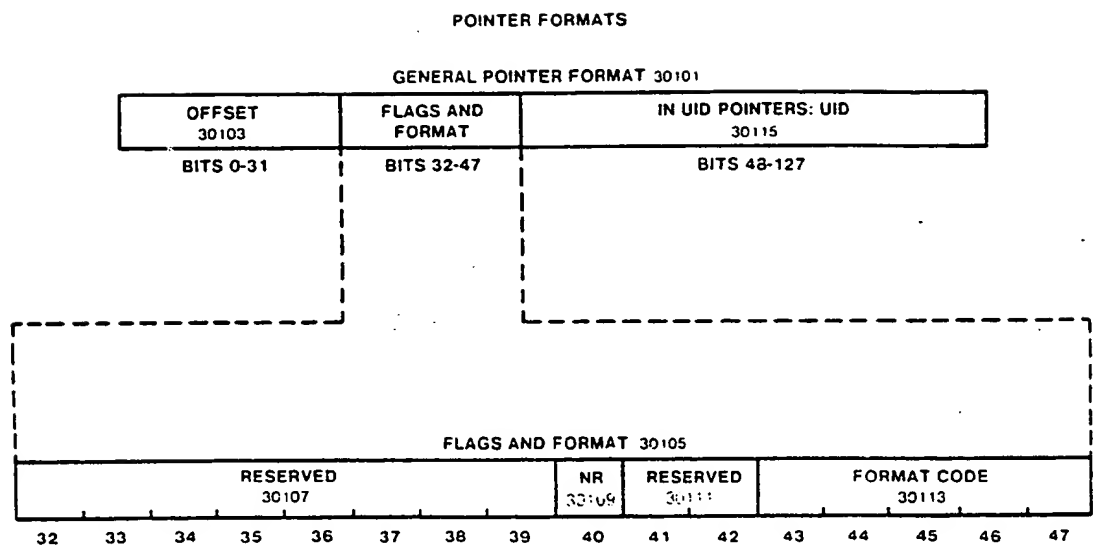 POINTER FORMATS
GENERAL POINTER FORMAT 30101
OFFSET
30103
FLAGS AND
FORMAT
IN UID POINTERS: UID
30115
BITS 0-31
BITS 32-47
BITS 48-127
FLAGS AND FORMAT 30105
RESERVED
30107
NR
30109
RESERVED
30111
FORMAT CODE
30113
32 33 34 35 36 37 38 39 40 41 42 43 44 45 46 47